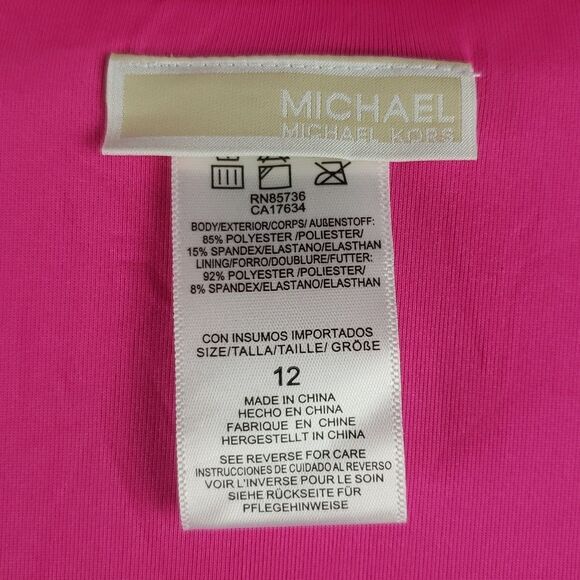 MICHAEL
MICHAEL KORS
RN85736
CA17634
BODY/EXTERIOR/CORPS/ AUßENSTOFF:
85% POLYESTER /POLIESTER/
15% SPANDEX/ELASTANO/ELASTHAN
LINING/FORRO/DOUBLURE/FUTTER:
92% POLYESTER /POLIESTER/
8% SPANDEX/ELASTANO/ELASTHAN
CON INSUMOS IMPORTADOS
SIZE/TALLA/TAILLE/ GRÖßE
12
MADE IN CHINA
HECHO EN CHINA
FABRIQUE EN CHINE
HERGESTELLT IN CHINA
SEE REVERSE FOR CARE
INSTRUCCIONES DE CUIDADO AL REVERSO
VOIR L'INVERSE POUR LE SOIN
SIEHE RÜCKSEITE FÜR
PFLEGEHINWEISE